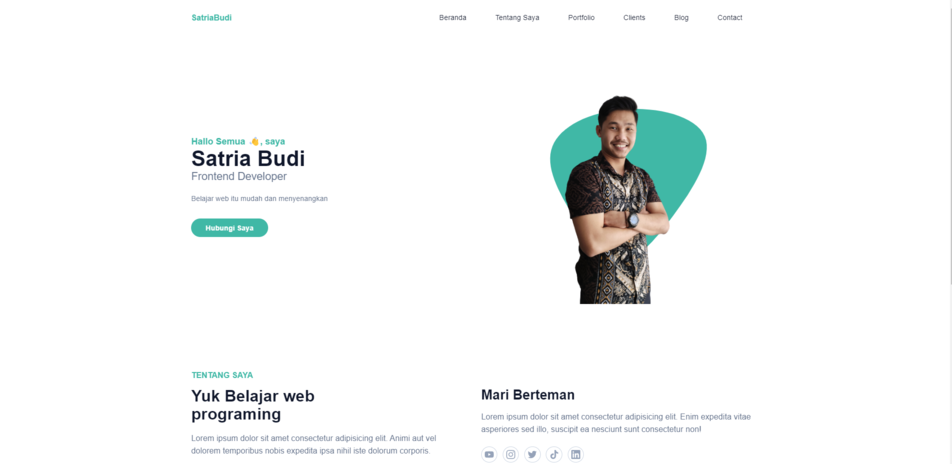 SatriaBudi
Beranda
Tentang Saya
Portfolio
Clients
Blog
Contact
Hallo Semua 👋, saya
Satria Budi
Frontend Developer
Belajar web itu mudah dan menyenangkan
Hubungi Saya
TENTANG SAYA
Yuk Belajar web
programing
Lorem ipsum dolor sit amet consectetur adipisicing elit. Animi aut vel
dolorem temporibus nobis expedita ipsa nihil iste dolorum corporis.
Mari Berteman
Lorem ipsum dolor sit amet consectetur adipisicing elit. Enim expedita vitae
asperiores sed illo, suscipit ea nesciunt sunt consectetur non!